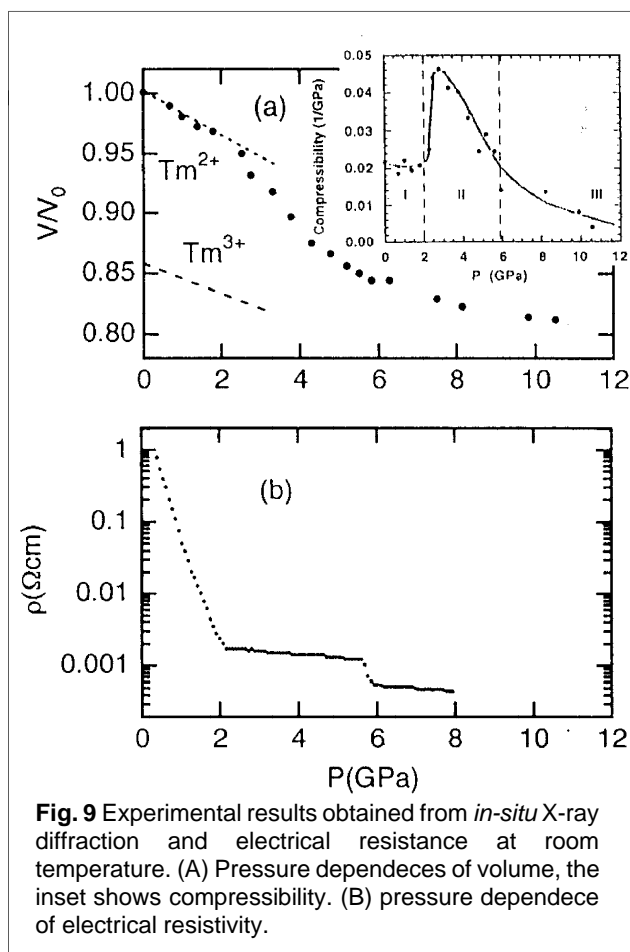 (a)
V/V0
1.00
0.95
0.90
0.85
0.80
Tm2+
Tm3+
0 2 4 6 8 10 12
Compressibility (1/GPa)
0.05
0.04
0.03
0.02
0.01
0.00
I II III
0 2 4 6 8 10 12
P (GPa)
(b)
ρ(Ωcm)
1
0.1
0.01
0.001
0 2 4 6 8 10 12
P(GPa)
Fig. 9 Experimental results obtained from in-situ X-ray
diffraction and electrical resistance at room
temperature. (A) Pressure dependeces of volume, the
inset shows compressibility. (B) pressure dependece
of electrical resistivity.